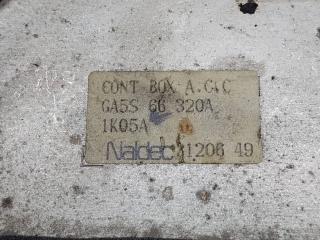 CONT BOX A.C&C
GA5S 66 320A
1K05A
Naldec 1206 49